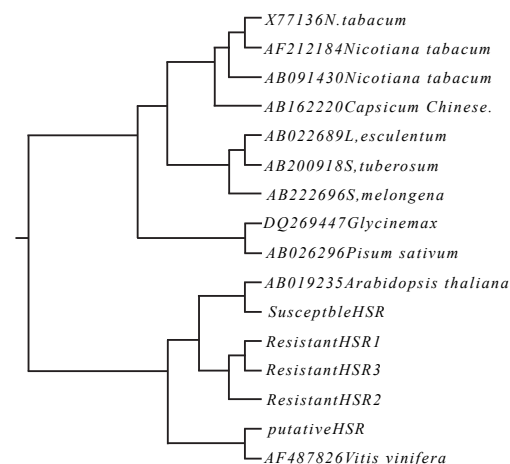 X77136N.tabacum
AF212184Nicotiana tabacum
AB091430Nicotiana tabacum
AB162220Capsicum Chinese.
AB022689L,esculentum
AB200918S,tuberosum
AB222696S,melongena
DQ269447Glycinemax
AB026296Pisum sativum
AB019235Arabidopsis thaliana
SusceptbleHSR
ResistantHSR1
ResistantHSR3
ResistantHSR2
putativeHSR
AF487826Vitis vinifera